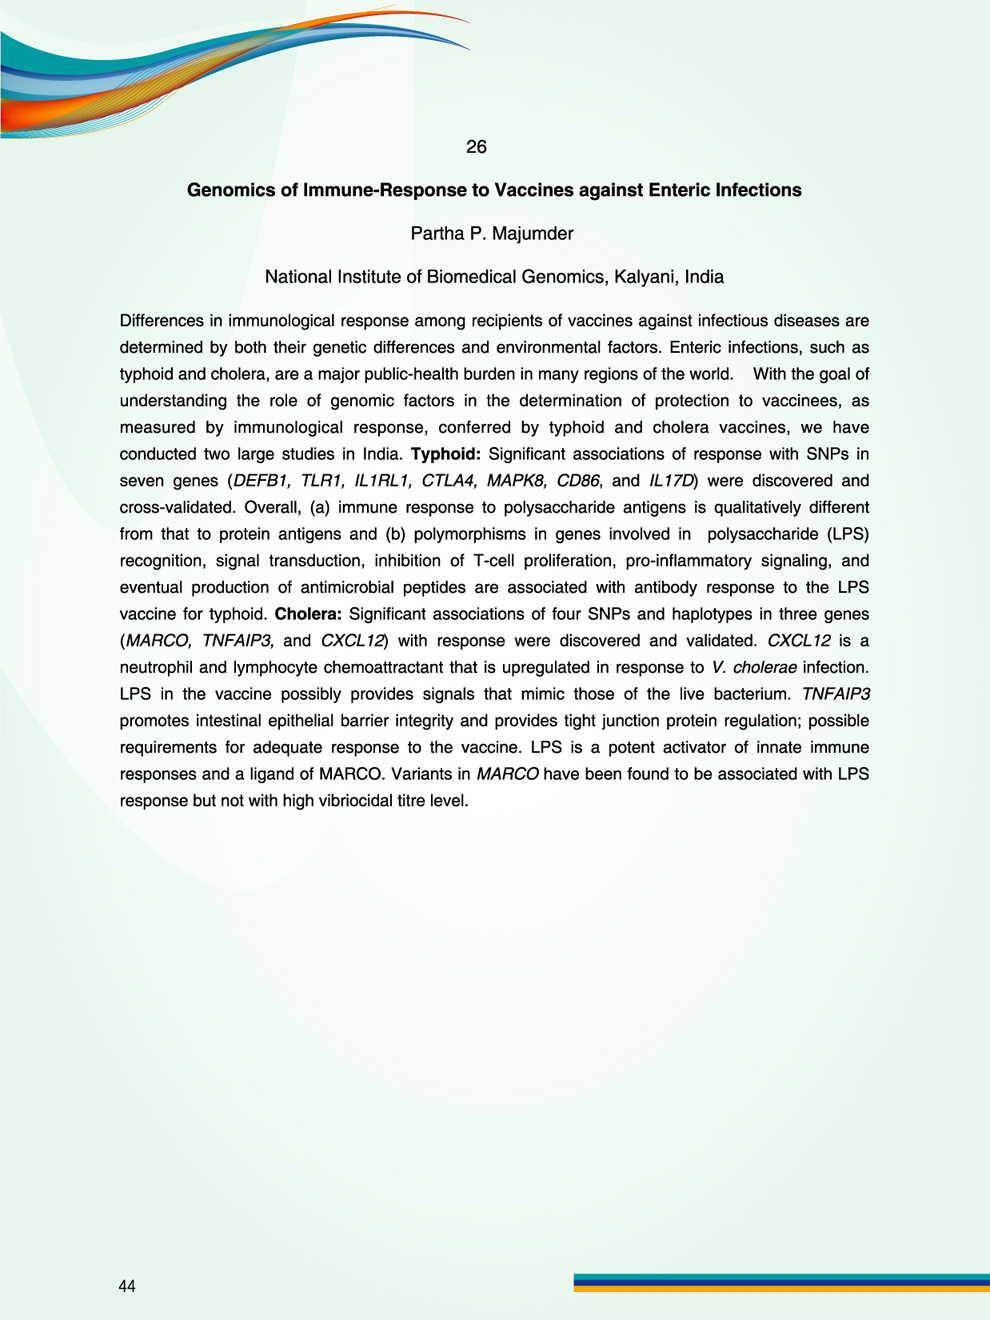 26
Genomics of Immune-Response to Vaccines against Enteric Infections
Partha P. Majumder
National Institute of Biomedical Genomics, Kalyani, India
Differences in immunological response among recipients of vaccines against infectious diseases are
determined by both their genetic differences and environmental factors. Enteric infections, such as
typhoid and cholera, are a major public-health burden in many regions of the world. With the goal of
understanding the role of genomic factors in the determination of protection to vaccinees, as
measured by immunological response, conferred by typhoid and cholera vaccines, we have
conducted two large studies in India. Typhoid: Significant associations of response with SNPs in
seven genes (DEFB1, TLR1, IL1RL1, CTLA4, MAPK8, CD86, and IL17D) were discovered and
cross-validated. Overall, (a) immune response to polysaccharide antigens is qualitatively different
from that to protein antigens and (b) polymorphisms in genes involved in polysaccharide (LPS)
recognition, signal transduction, inhibition of T-cell proliferation, pro-inflammatory signaling, and
eventual production of antimicrobial peptides are associated with antibody response to the LPS
vaccine for typhoid. Cholera: Significant associations of four SNPs and haplotypes in three genes
(MARCO, TNFAIP3, and CXCL12) with response were discovered and validated. CXCL12 is a
neutrophil and lymphocyte chemoattractant that is upregulated in response to V. cholerae infection.
LPS in the vaccine possibly provides signals that mimic those of the live bacterium. TNFAIP3
promotes intestinal epithelial barrier integrity and provides tight junction protein regulation; possible
requirements for adequate response to the vaccine. LPS is a potent activator of innate immune
responses and a ligand of MARCO. Variants in MARCO have been found to be associated with LPS
response but not with high vibriocidal titre level.
44